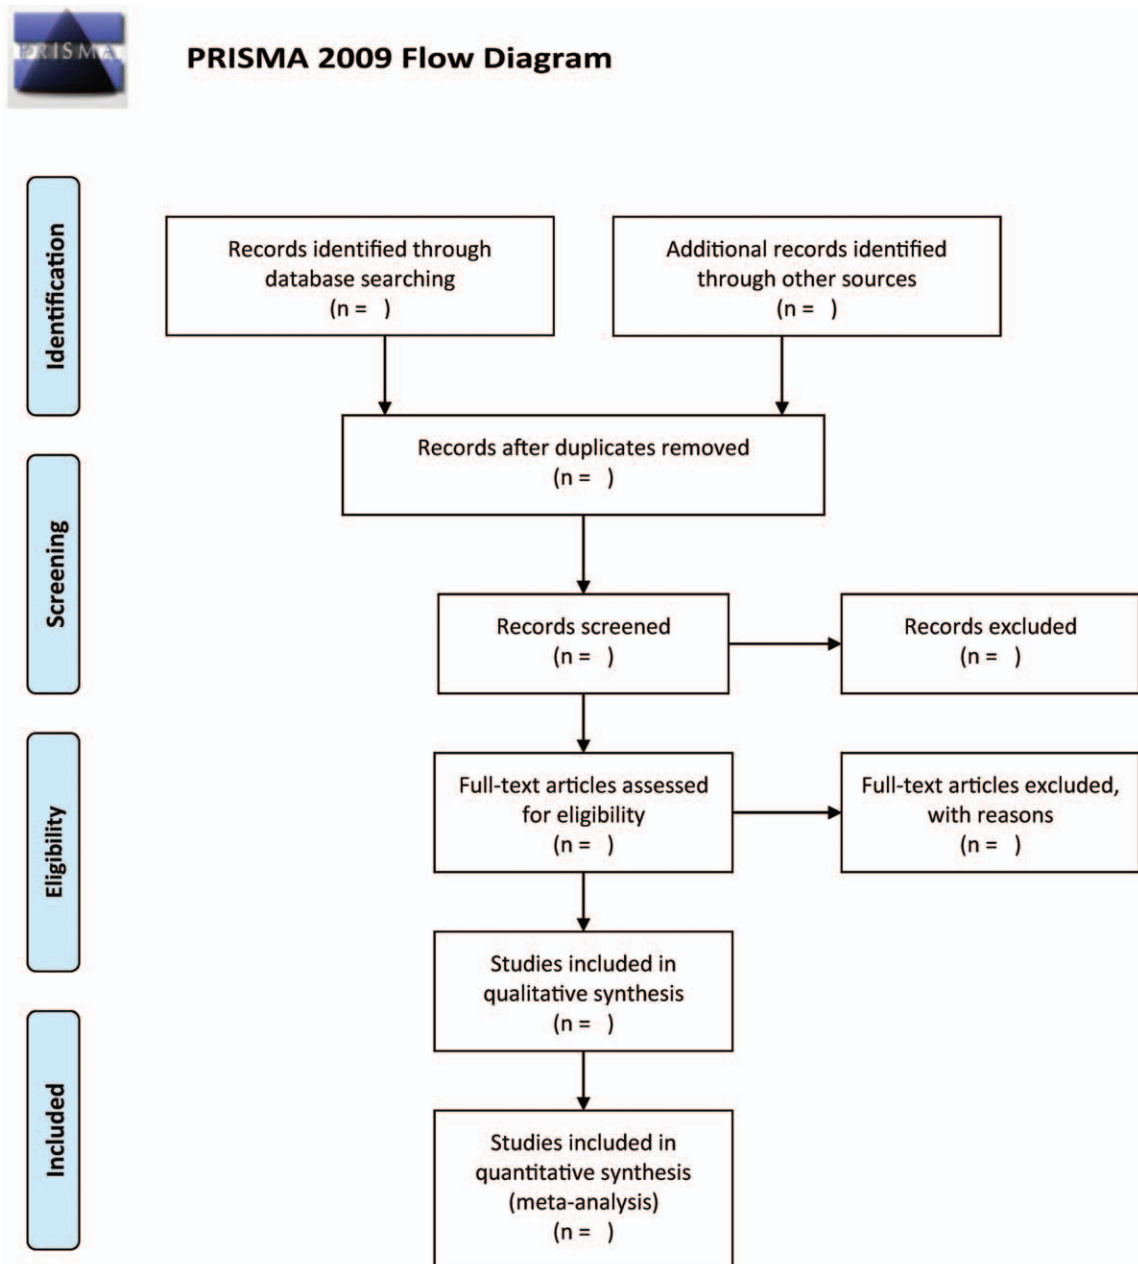 PRISMA
PRISMA 2009 Flow Diagram
Identification
Records identified through
database searching
(n =   )
Additional records identified
through other sources
(n =   )
Records after duplicates removed
(n =   )
Screening
Records screened
(n =   )
Records excluded
(n =   )
Eligibility
Full-text articles assessed
for eligibility
(n =   )
Full-text articles excluded,
with reasons
(n =   )
Studies included in
qualitative synthesis
(n =   )
Included
Studies included in
quantitative synthesis
(meta-analysis)
(n =   )